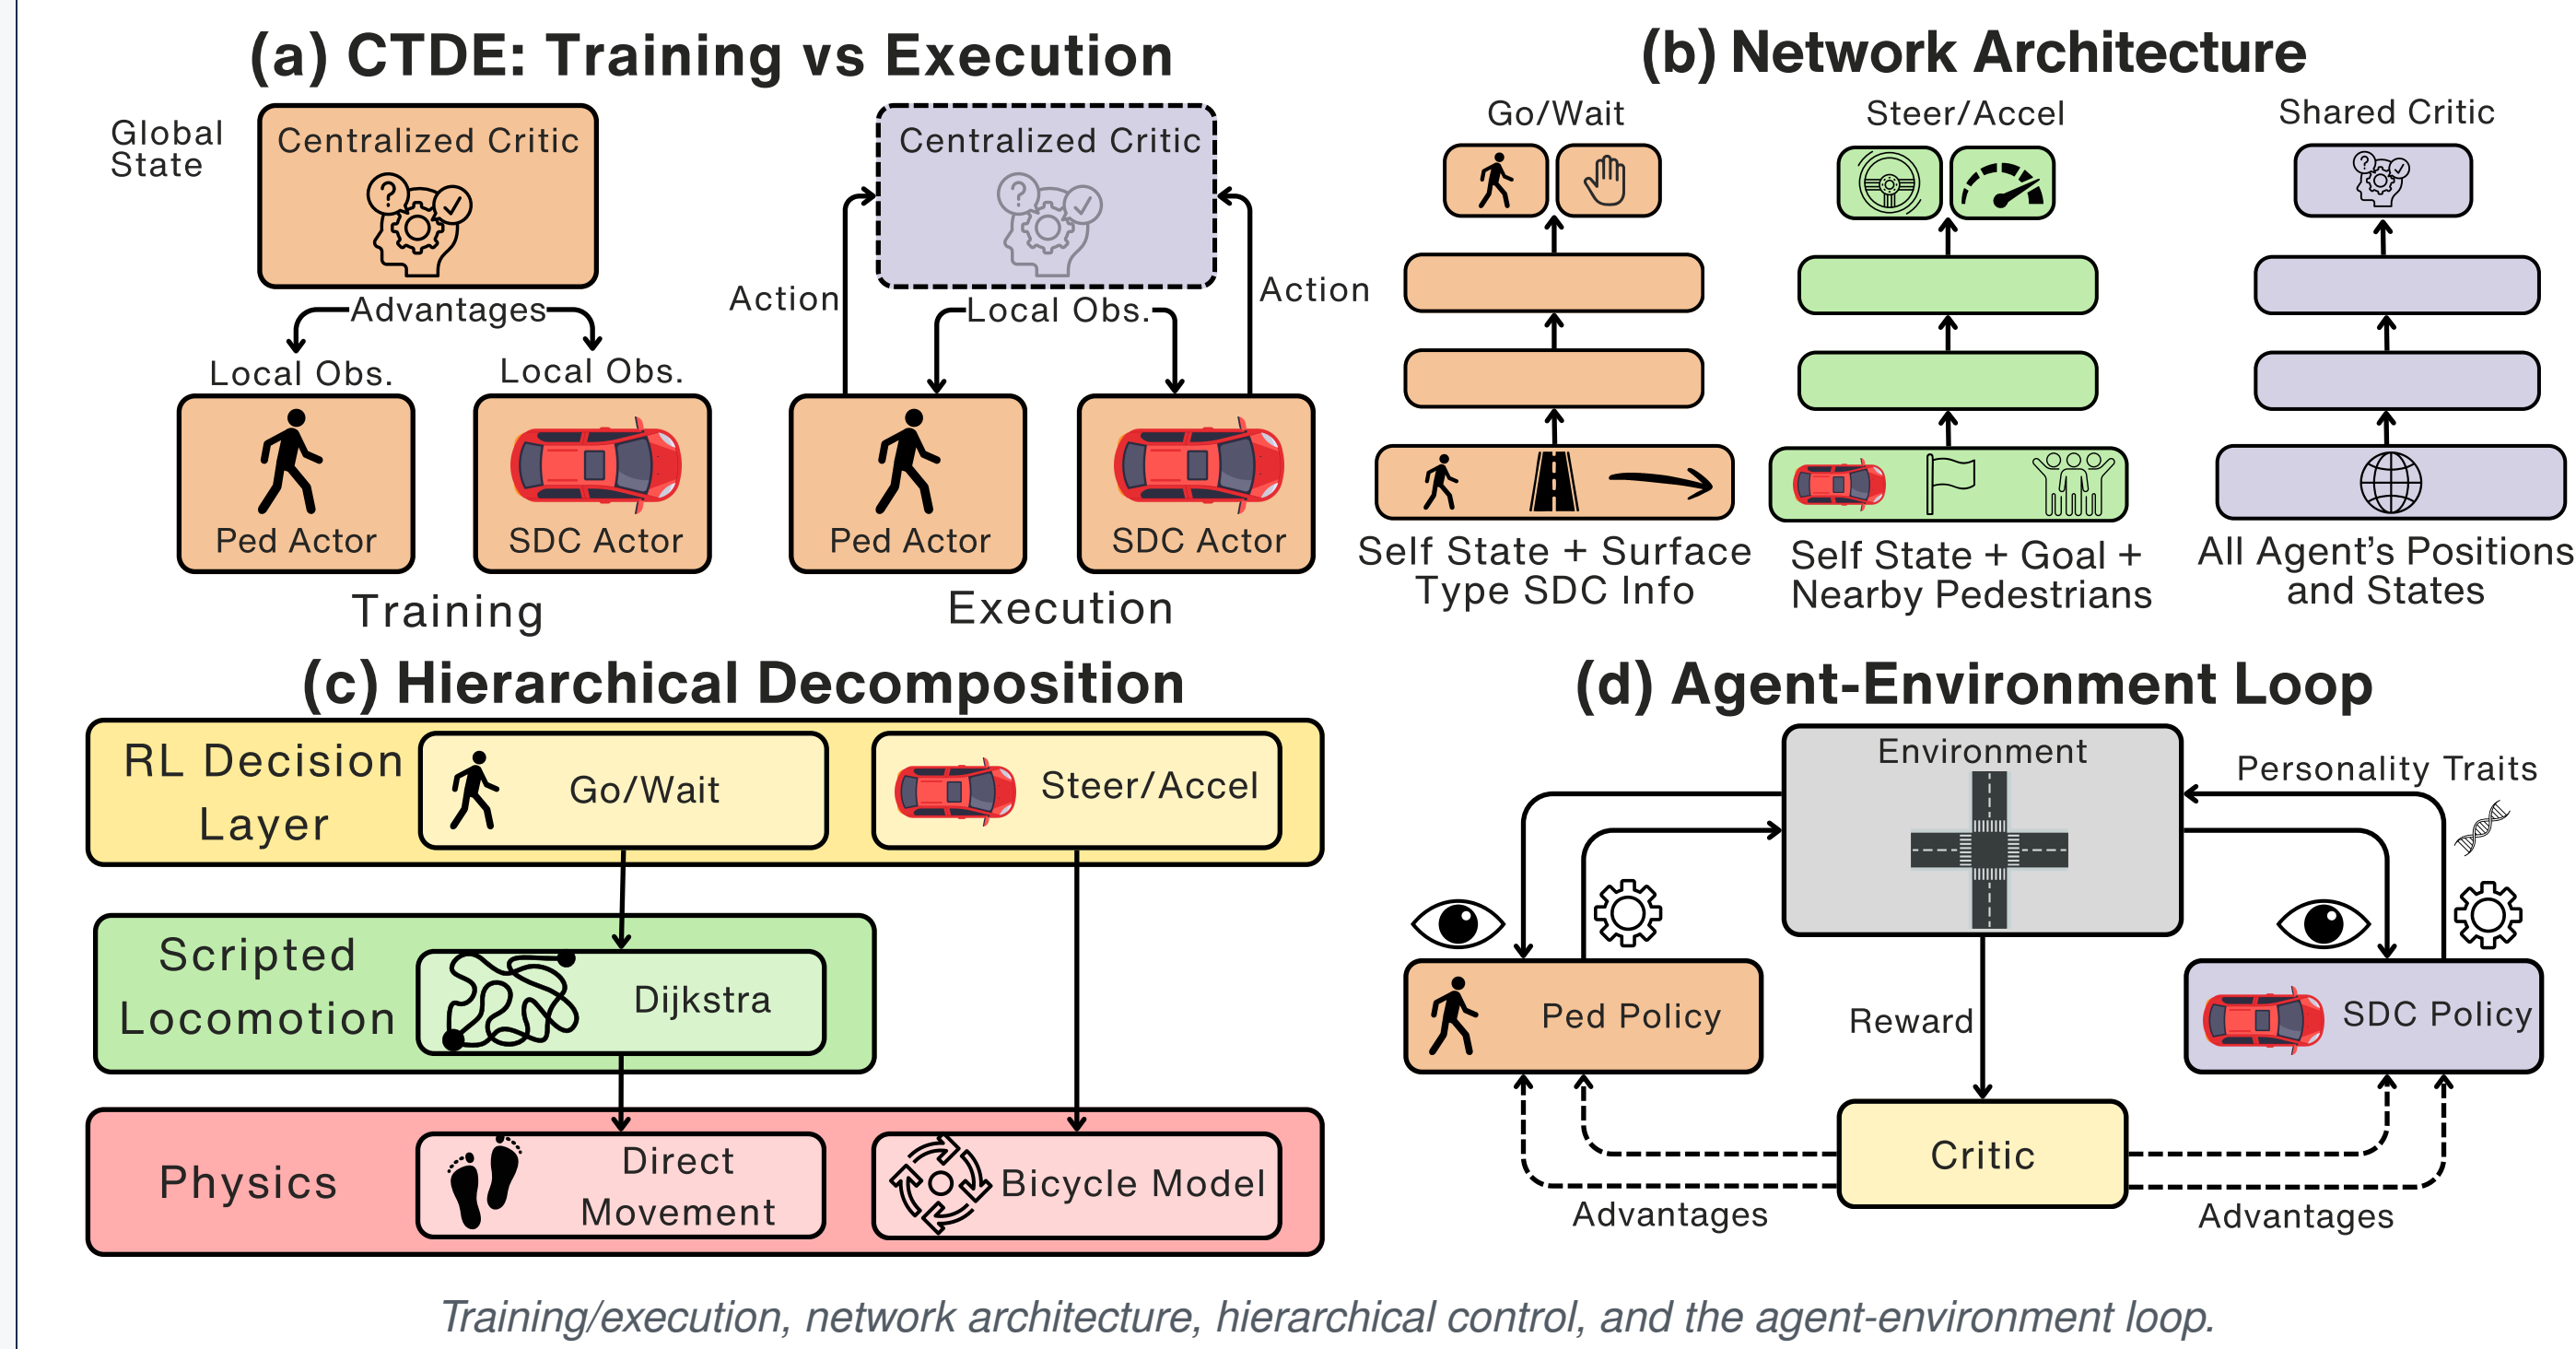 (a) CTDE: Training vs Execution
Global
State
Centralized Critic
Advantages
Local Obs.
Local Obs.
Ped Actor
SDC Actor
Training
Centralized Critic
Action
Local Obs.
Action
Ped Actor
SDC Actor
Execution
(b) Network Architecture
Go/Wait
Self State + Surface
Type SDC Info
Steer/Accel
Self State + Goal +
Nearby Pedestrians
Shared Critic
All Agent's Positions
and States
(c) Hierarchical Decomposition
RL Decision
Layer
Go/Wait
Steer/Accel
Scripted
Locomotion
Dijkstra
Physics
Direct
Movement
Bicycle Model
(d) Agent-Environment Loop
Environment
Personality Traits
Ped Policy
Reward
SDC Policy
Critic
Advantages
Advantages
Training/execution, network architecture, hierarchical control, and the agent-environment loop.